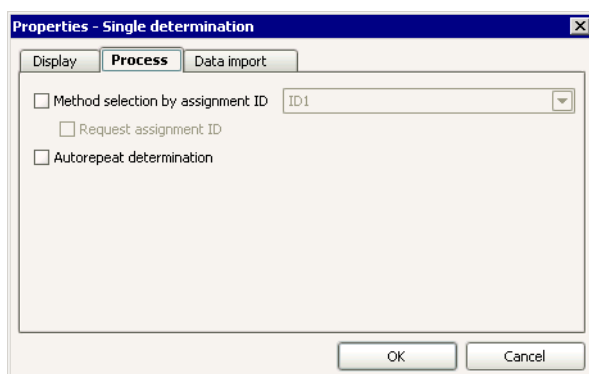 Properties - Single determination
Display Process Data import
Method selection by assignment ID ID1
Request assignment ID
Autorepeat determination
OK Cancel